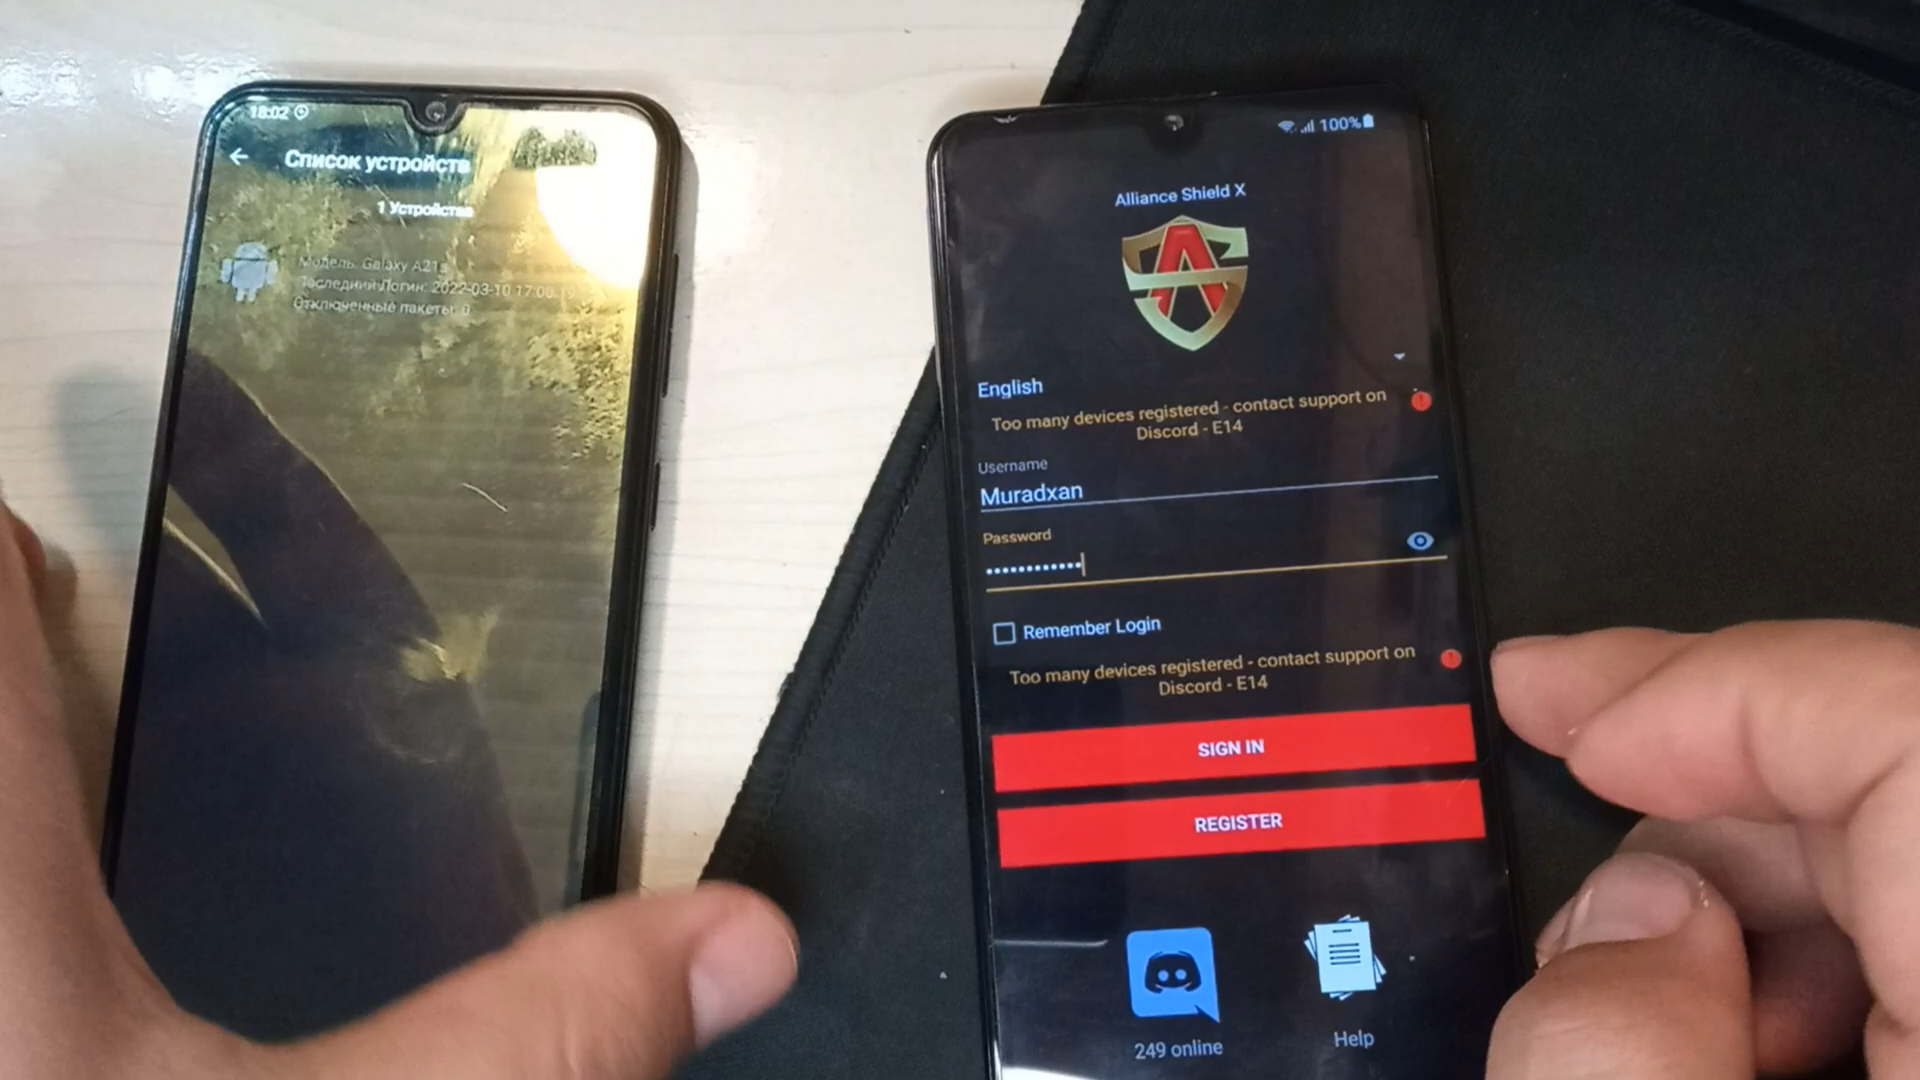 18:02
Список устройств
1 Устройства
Модель: Galaxy A21s
Последний Логин: 2022-03-10 17:00
Отключенные пакеты: 0
100%
Alliance Shield X
English
Too many devices registered - contact support on
Discord - E14
Username
Muradxan
Password
Remember Login
Too many devices registered - contact support on
Discord - E14
SIGN IN
REGISTER
249 online
Help